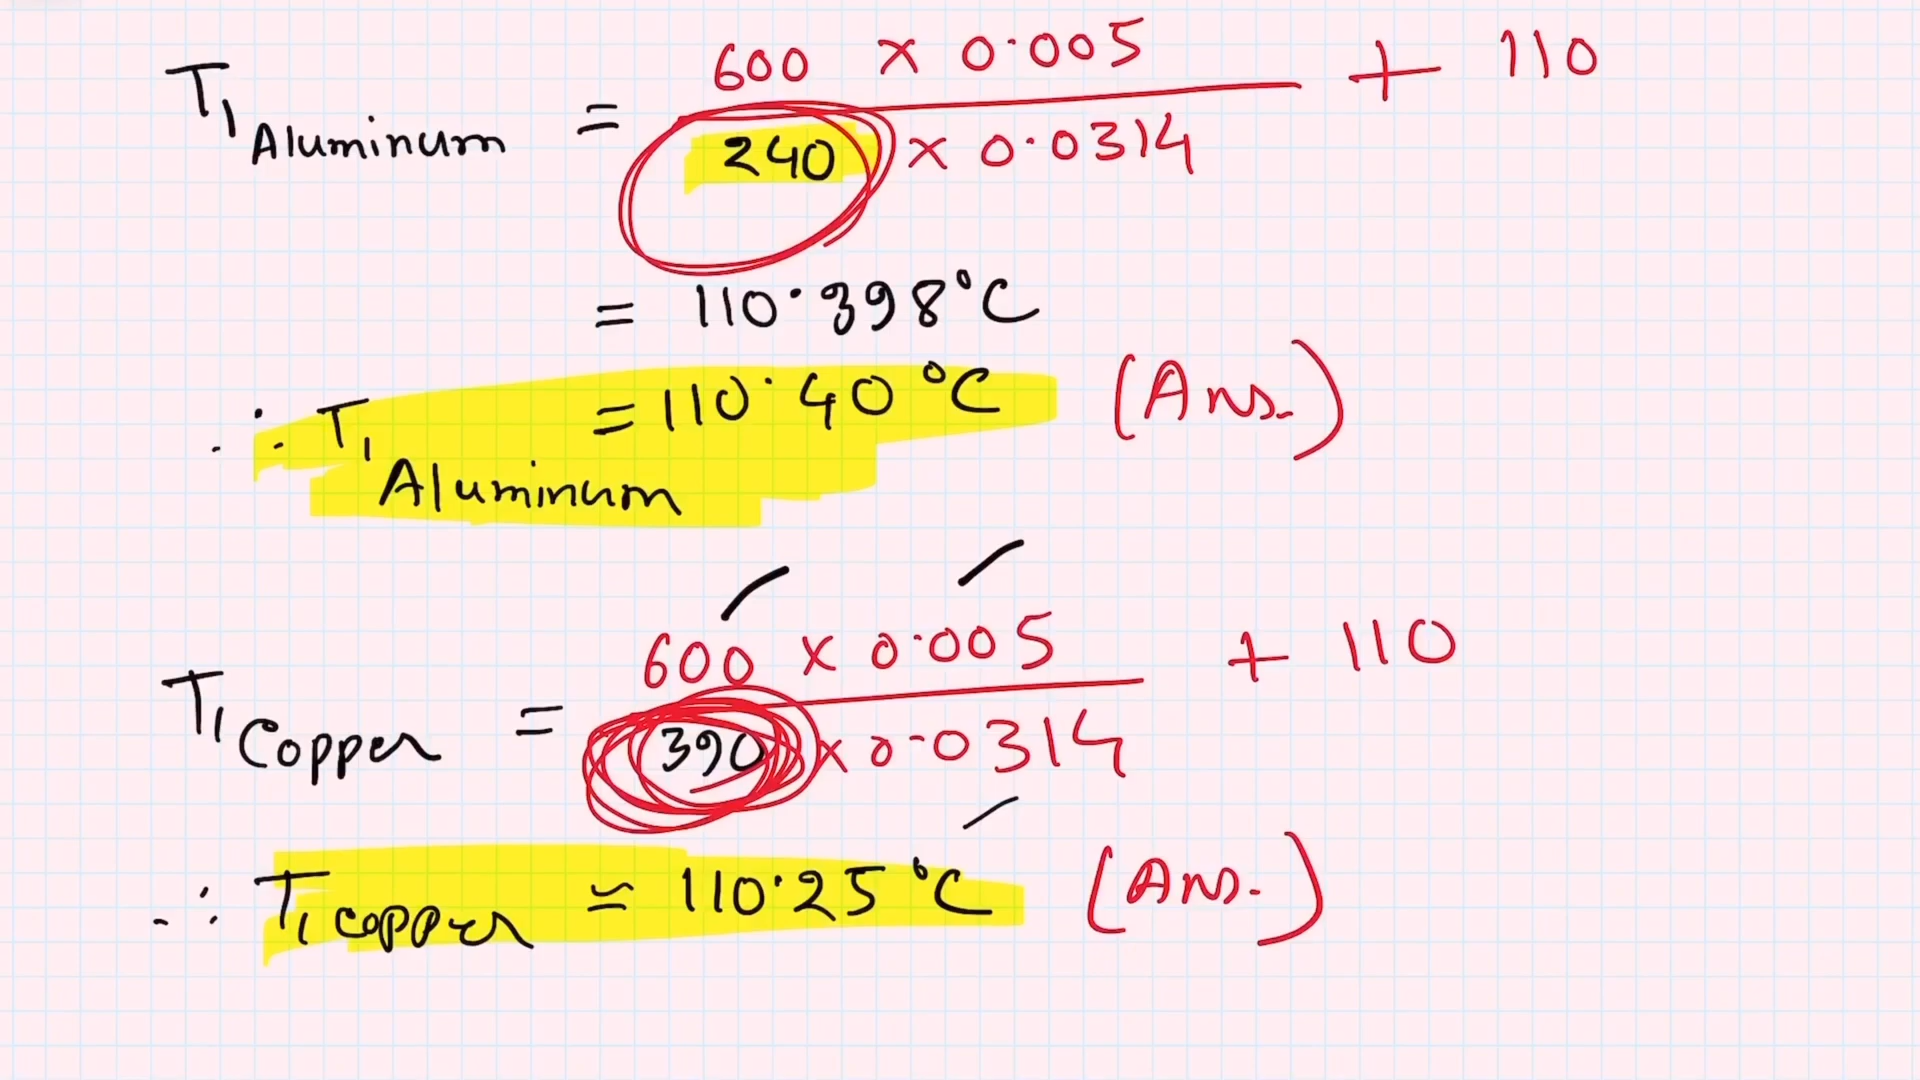 600 × 0.005 + 110
T₁ Aluminum = 240 × 0.0314
= 110.398°C
∴ T₁ = 110.40 °C (Ans.)
Aluminum
600 × 0.005 + 110
T₁ Copper = 390 × 0.0314
∴ T₁ copper ≃ 110.25 °C (Ans.)